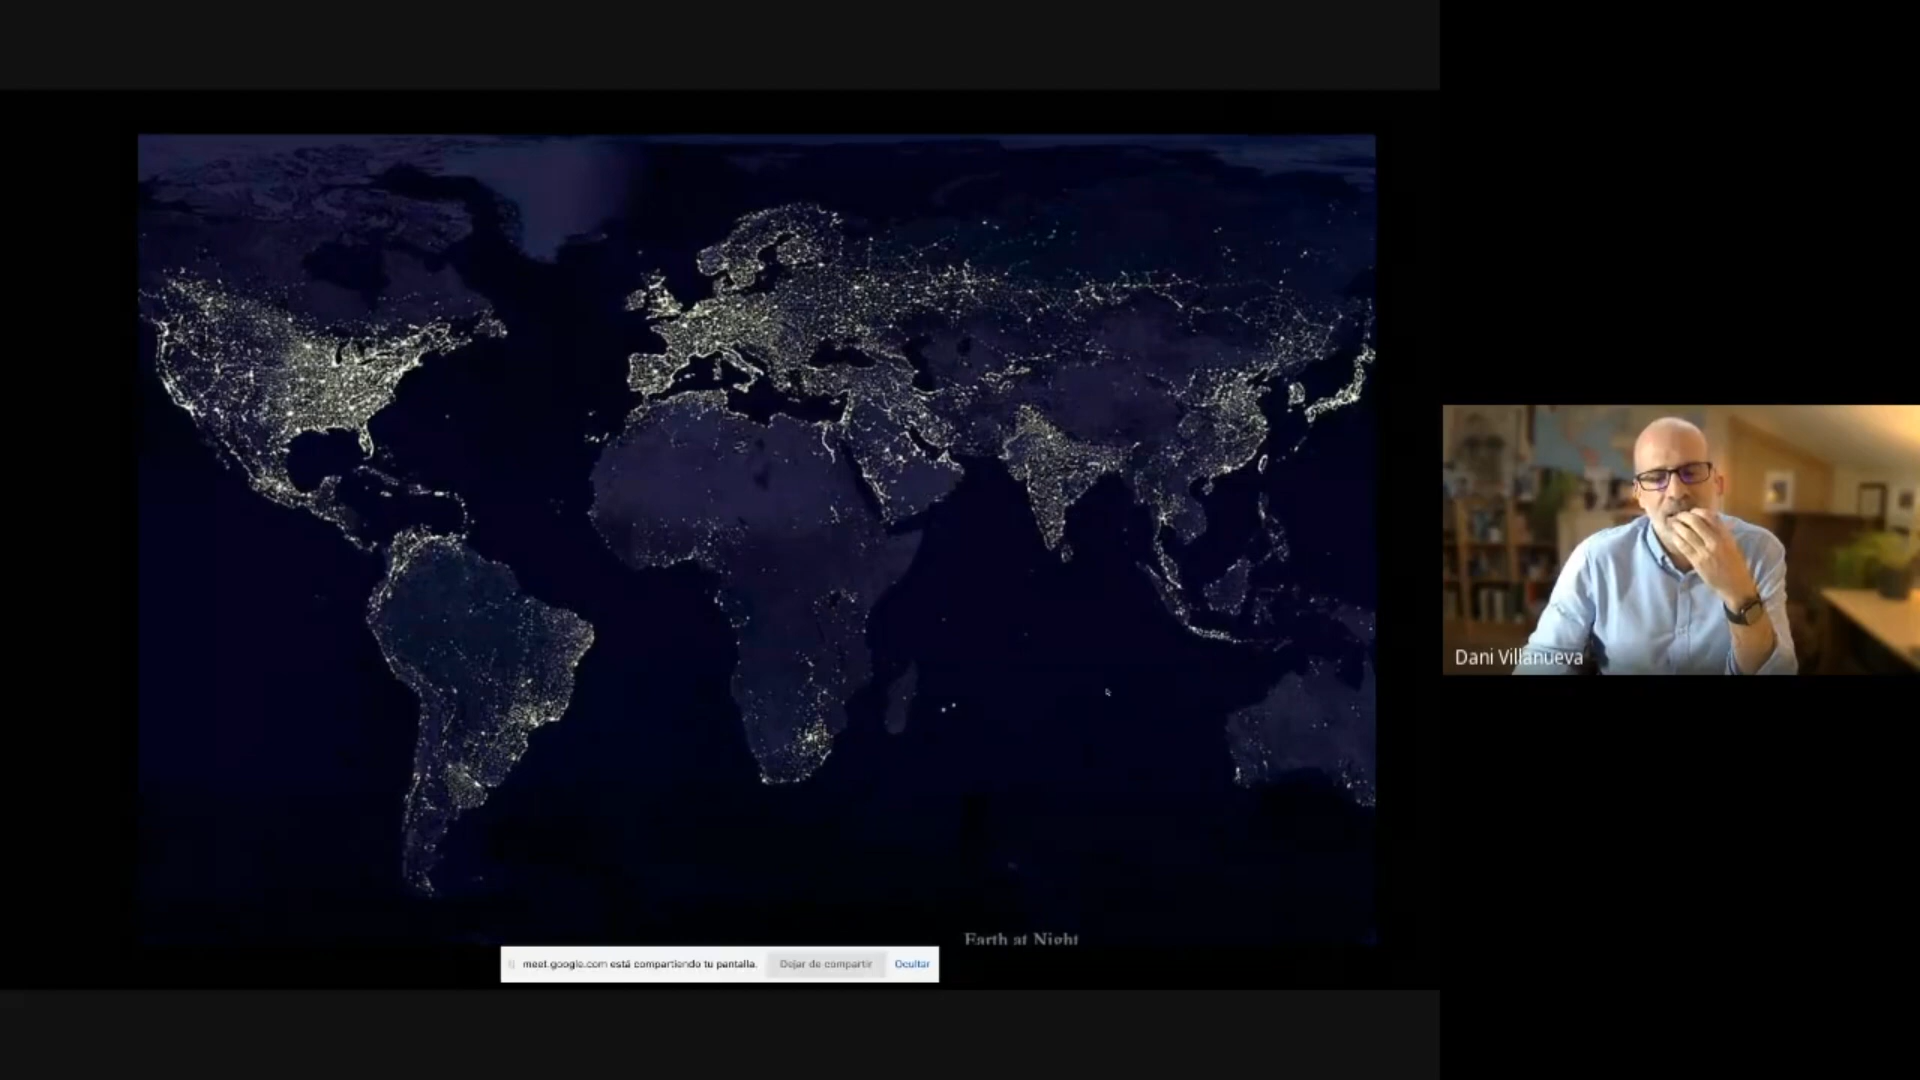 Dani Villanueva
Earth at Night
meet.google.com está compartiendo tu pantalla. Dejar de compartir Ocultar